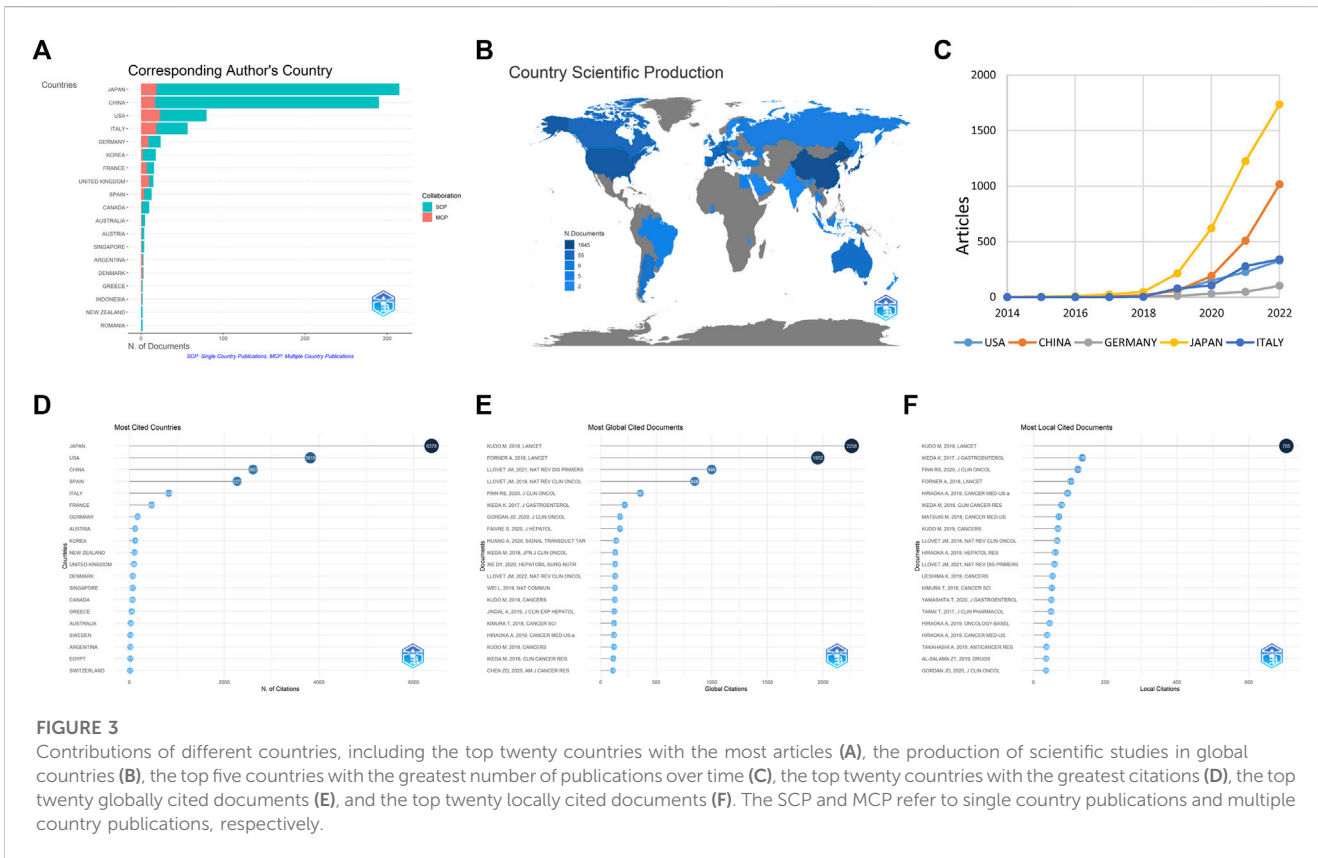 A
Corresponding Author's Country
Countries
JAPAN
CHINA
USA
ITALY
GERMANY
KOREA
FRANCE
UNITED KINGDOM
SPAIN
CANADA
AUSTRALIA
AUSTRIA
SINGAPORE
ARGENTINA
DENMARK
GREECE
INDONESIA
NEW ZEALAND
ROMANIA
Collaboration
SCP
MCP
0 100 200 300
N. of Documents
SCP: Single Country Publications, MCP: Multiple Country Publications
B
Country Scientific Production
N.Documents
1845
55
9
5
2
C
Articles
2000
1500
1000
500
0
2014 2016 2018 2020 2022
USA CHINA GERMANY JAPAN ITALY
D
Most Cited Countries
Countries
JAPAN 6378
USA
CHINA
SPAIN
ITALY
FRANCE
GERMANY
AUSTRIA
KOREA
NEW ZEALAND
UNITED KINGDOM
DENMARK
SINGAPORE
CANADA
GREECE
AUSTRALIA
SWEDEN
ARGENTINA
EGYPT
SWITZERLAND
0 2000 4000 6000
N. of Citations
E
Most Global Cited Documents
Documents
KUDO M, 2018, LANCET 2258
FORNER A, 2018, LANCET 1952
LLOVET JM, 2021, NAT REV DIS PRIMERS
LLOVET JM, 2018, NAT REV CLIN ONCOL
FINN RS, 2020, J CLIN ONCOL
IKEDA K, 2017, J GASTROENTEROL
GORDAN JD, 2020, J CLIN ONCOL
FAIVRE S, 2020, J HEPATOL
HUANG A, 2020, SIGNAL TRANSDUCT TAR
IKEDA M, 2018, JPN J CLIN ONCOL
XIE DY, 2020, HEPATOBIL SURG NUTR
LLOVET JM, 2022, NAT REV CLIN ONCOL
WEI L, 2019, NAT COMMUN
KUDO M, 2019, CANCERS
JINDAL A, 2019, J CLIN EXP HEPATOL
KIMURA T, 2018, CANCER SCI
HIRAOKA A, 2019, CANCER MED-US-a
KUDO M, 2018, CANCERS
IKEDA M, 2016, CLIN CANCER RES
CHEN ZQ, 2020, AM J CANCER RES
0 500 1000 1500 2000
Global Citations
F
Most Local Cited Documents
Documents
KUDO M, 2018, LANCET 705
IKEDA K, 2017, J GASTROENTEROL
FINN RS, 2020, J CLIN ONCOL
FORNER A, 2018, LANCET
HIRAOKA A, 2019, CANCER MED-US-a
IKEDA M, 2016, CLIN CANCER RES
MATSUKI M, 2018, CANCER MED-US
KUDO M, 2019, CANCERS
LLOVET JM, 2018, NAT REV CLIN ONCOL
HIRAOKA A, 2019, HEPATOL RES
LLOVET JM, 2021, NAT REV DIS PRIMERS
UESHIMA K, 2019, CANCERS
KIMURA T, 2018, CANCER SCI
YAMASHITA T, 2020, J GASTROENTEROL
TAMAI T, 2017, J CLIN PHARMACOL
HIRAOKA A, 2019, ONCOLOGY-BASEL
HIRAOKA A, 2019, CANCER MED-US
TAKAHASHI A, 2019, ANTICANCER RES
AL-SALAMA ZT, 2019, DRUGS
GORDAN JD, 2020, J CLIN ONCOL
0 200 400 600
Local Citations
FIGURE 3
Contributions of different countries, including the top twenty countries with the most articles (A), the production of scientific studies in global
countries (B), the top five countries with the greatest number of publications over time (C), the top twenty countries with the greatest citations (D), the top
twenty globally cited documents (E), and the top twenty locally cited documents (F). The SCP and MCP refer to single country publications and multiple
country publications, respectively.